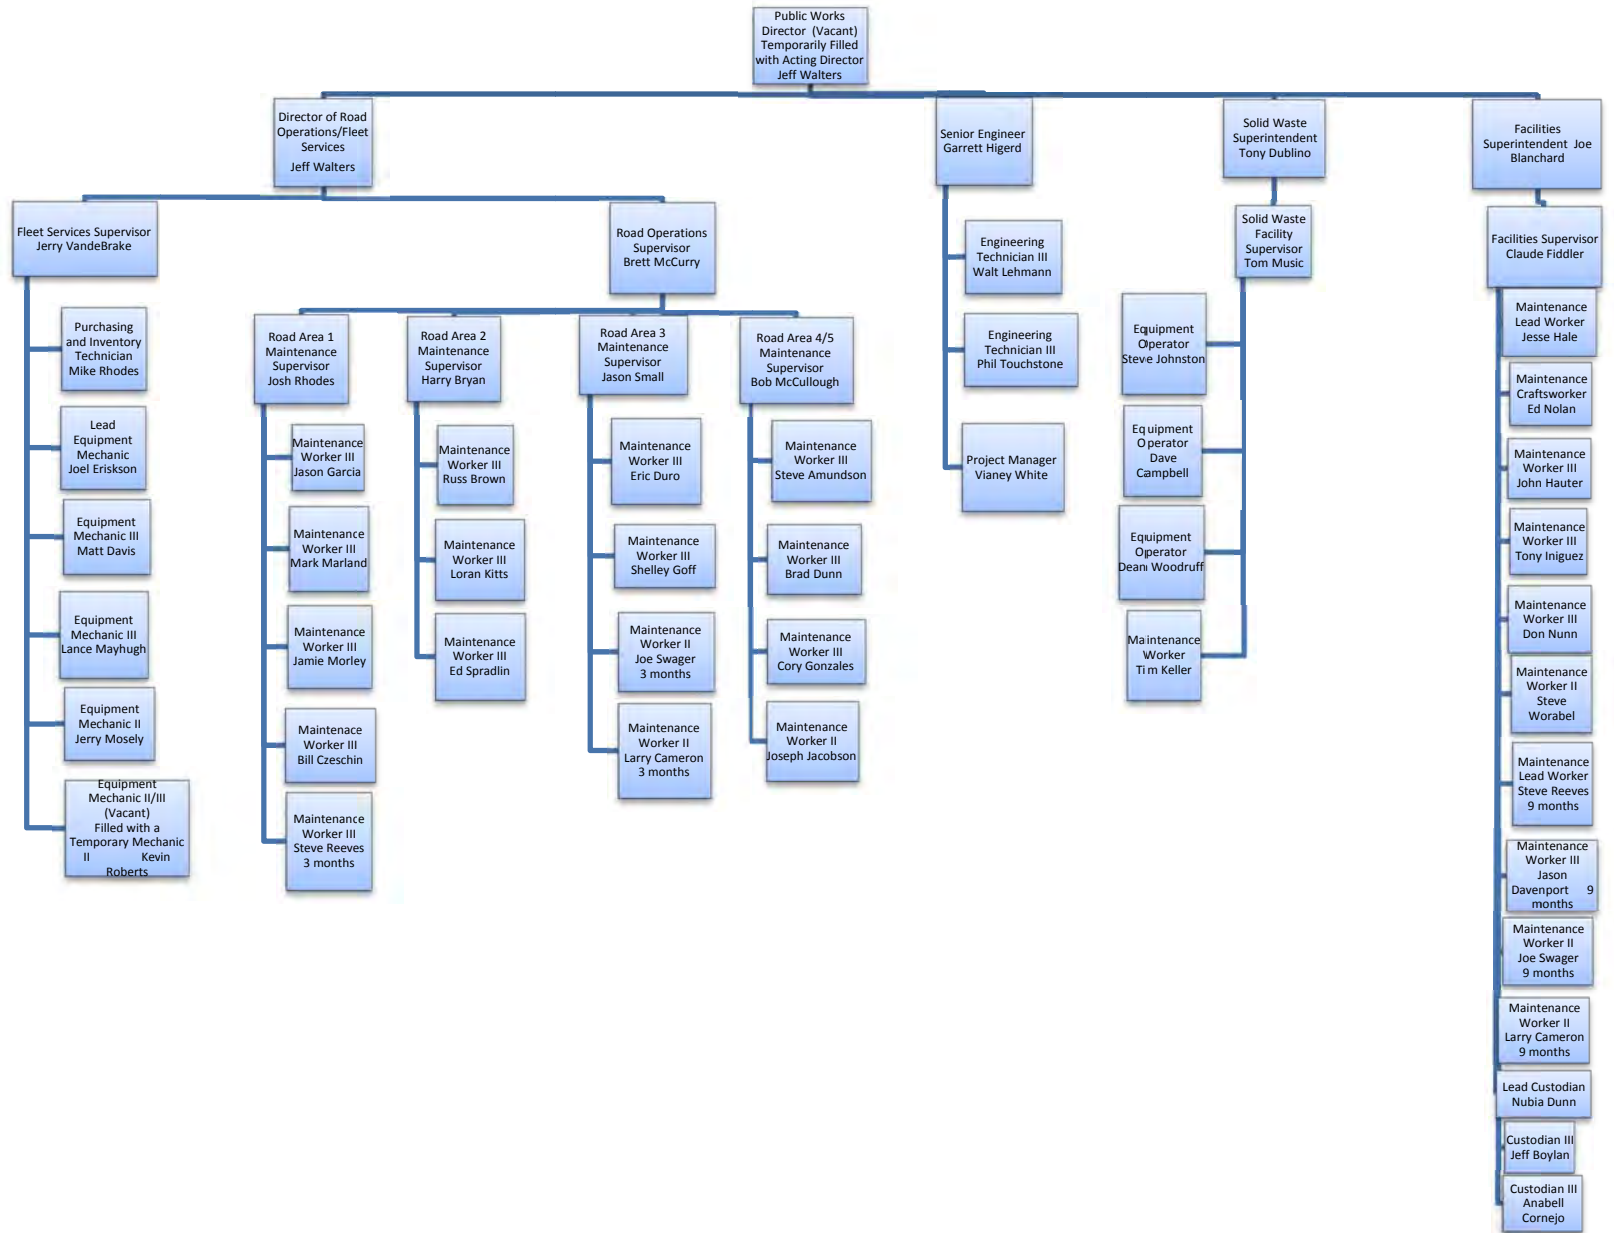 Public Works
Director (Vacant)
Temporarily Filled
with Acting Director
Jeff Walters
Director of Road
Operations/Fleet
Services
Jeff Walters
Senior Engineer
Garrett Higerd
Solid Waste
Superintendent
Tony Dublino
Facilities
Superintendent Joe
Blanchard
Fleet Services Supervisor
Jerry VandeBrake
Road Operations
Supervisor
Brett McCurry
Purchasing
and Inventory
Technician
Mike Rhodes
Lead
Equipment
Mechanic
Joel Eriskson
Equipment
Mechanic III
Matt Davis
Equipment
Mechanic III
Lance Mayhugh
Equipment
Mechanic II
Jerry Mosely
Equipment
Mechanic II/III
(Vacant)
Filled with a
Temporary Mechanic
II Kevin
Roberts
Road Area 1
Maintenance
Supervisor
Josh Rhodes
Maintenance
Worker III
Jason Garcia
Maintenance
Worker III
Mark Marland
Maintenance
Worker III
Jamie Morley
Maintenace
Worker III
Bill Czeschin
Maintenance
Worker III
Steve Reeves
3 months
Road Area 2
Maintenance
Supervisor
Harry Bryan
Maintenance
Worker III
Russ Brown
Maintenance
Worker III
Loran Kitts
Maintenance
Worker III
Ed Spradlin
Road Area 3
Maintenance
Supervisor
Jason Small
Maintenance
Worker III
Eric Duro
Maintenance
Worker III
Shelley Goff
Maintenance
Worker II
Joe Swager
3 months
Maintenance
Worker II
Larry Cameron
3 months
Road Area 4/5
Maintenance
Supervisor
Bob McCullough
Maintenance
Worker III
Steve Amundson
Maintenance
Worker III
Brad Dunn
Maintenance
Worker III
Cory Gonzales
Maintenance
Worker II
Joseph Jacobson
Engineering
Technician III
Walt Lehmann
Engineering
Technician III
Phil Touchstone
Project Manager
Vianey White
Solid Waste
Facility
Supervisor
Tom Music
Equipment
Operator
Steve Johnston
Equipment
Operator
Dave
Campbell
Equipment
Operator
Dean Woodruff
Maintenance
Worker
Tim Keller
Facilities Supervisor
Claude Fiddler
Maintenance
Lead Worker
Jesse Hale
Maintenance
Craftsworker
Ed Nolan
Maintenance
Worker III
John Hauter
Maintenance
Worker III
Tony Iniguez
Maintenance
Worker III
Don Nunn
Maintenance
Worker II
Steve
Worabel
Maintenance
Lead Worker
Steve Reeves
9 months
Maintenance
Worker III
Jason
Davenport 9
months
Maintenance
Worker II
Joe Swager
9 months
Maintenance
Worker II
Larry Cameron
9 months
Lead Custodian
Nubia Dunn
Custodian III
Jeff Boylan
Custodian III
Anabell
Cornejo